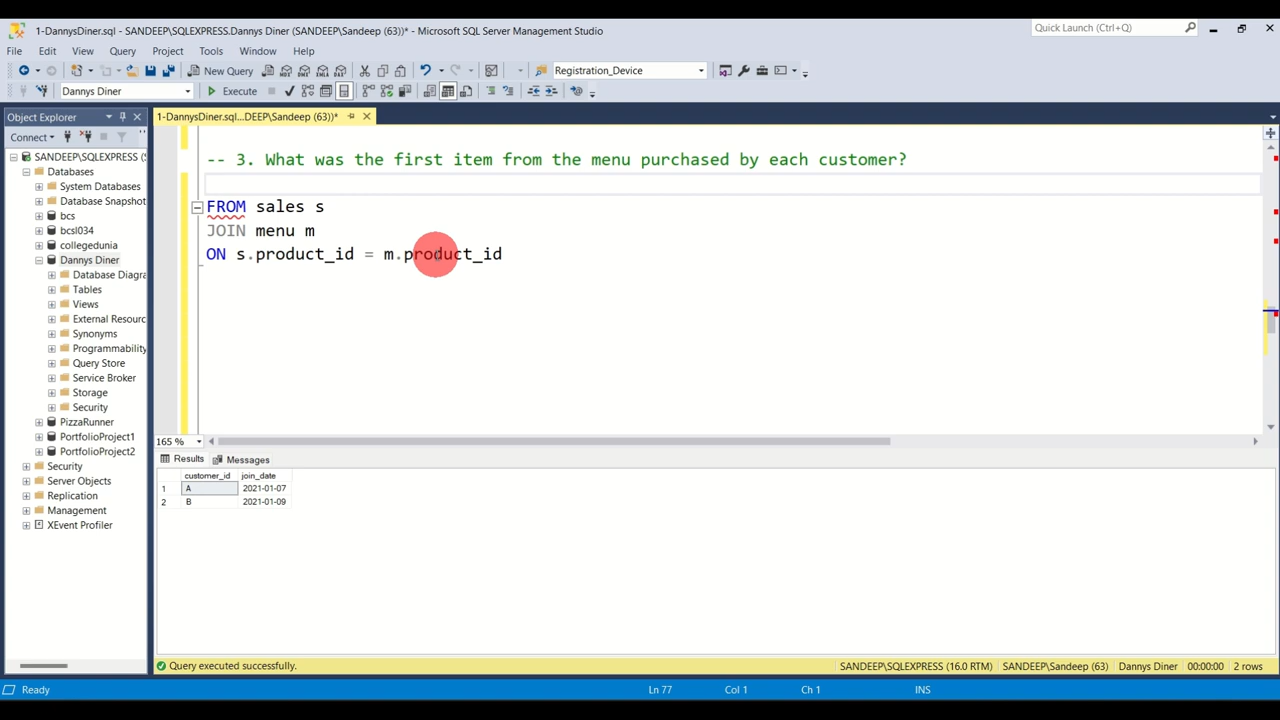 1-DannysDiner.sql - SANDEEP\SQLEXPRESS.Dannys Diner (SANDEEP\Sandeep (63))* - Microsoft SQL Server Management Studio
Quick Launch (Ctrl+Q)
File Edit View Query Project Tools Window Help
New Query
Registration_Device
Dannys Diner
Execute
Object Explorer
1-DannysDiner.sql...DEEP\Sandeep (63))*
Connect
SANDEEP\SQLEXPRESS (S
Databases
System Databases
Database Snapshot
bcs
bcsl034
collegedunia
Dannys Diner
Database Diagra
Tables
Views
External Resourc
Synonyms
Programmability
Query Store
Service Broker
Storage
Security
PizzaRunner
PortfolioProject1
PortfolioProject2
Security
Server Objects
Replication
Management
XEvent Profiler
-- 3. What was the first item from the menu purchased by each customer?
FROM sales s
JOIN menu m
ON s.product_id = m.product_id
165 %
Results Messages
customer_id join_date
1 A 2021-01-07
2 B 2021-01-09
Query executed successfully.
SANDEEP\SQLEXPRESS (16.0 RTM) SANDEEP\Sandeep (63) Dannys Diner 00:00:00 2 rows
Ready Ln 77 Col 1 Ch 1 INS